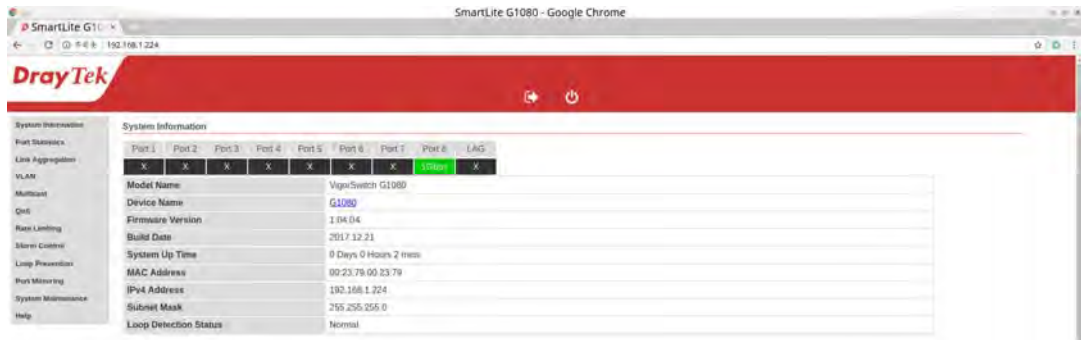 SmartLite G1080 - Google Chrome
SmartLite G10
192.168.1.224
DrayTek
System Information
Port Statistics
Link Aggregation
VLAN
Multicast
QoS
Rate Limiting
Storm Control
Loop Prevention
Port Mirroring
System Maintenance
Help
System Information
Port 1 Port 2 Port 3 Port 4 Port 5 Port 6 Port 7 Port 8 LAG
X X X X X X X 1Gbps X
Model Name VigorSwitch G1080
Device Name G1080
Firmware Version 1.04.04
Build Date 2017.12.21
System Up Time 0 Days 0 Hours 2 mins
MAC Address 00:23:79:00:23:79
IPv4 Address 192.168.1.224
Subnet Mask 255.255.255.0
Loop Detection Status Normal